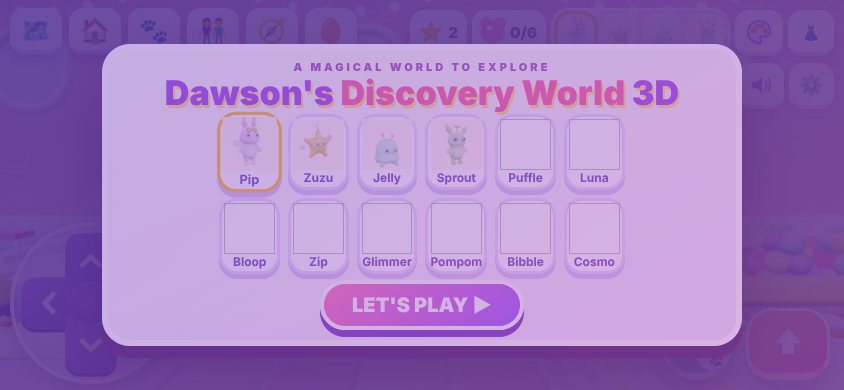 2 0/6
A MAGICAL WORLD TO EXPLORE
Dawson's Discovery World 3D
Pip Zuzu Jelly Sprout Puffle Luna
Bloop Zip Glimmer Pompom Bibble Cosmo
LET'S PLAY ▶